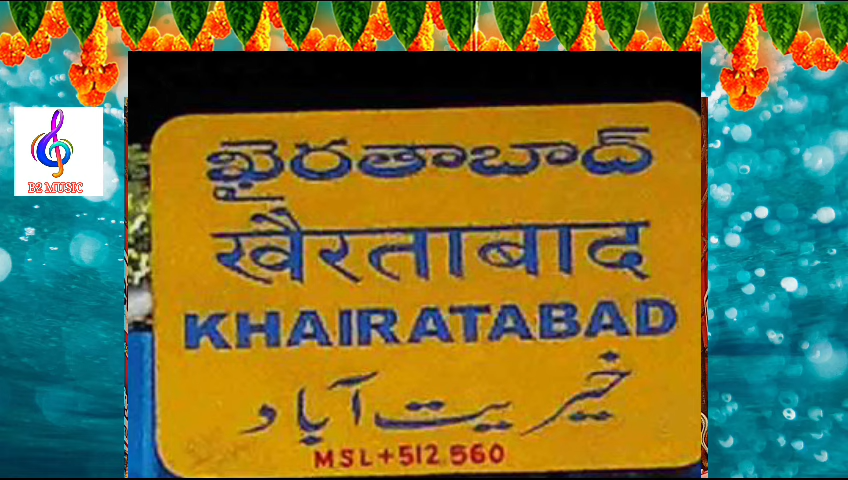 B2 MUSIC
ఖైరతాబాద్
खैरताबाद
KHAIRATABAD
خیریت آباد
MSL+512 560